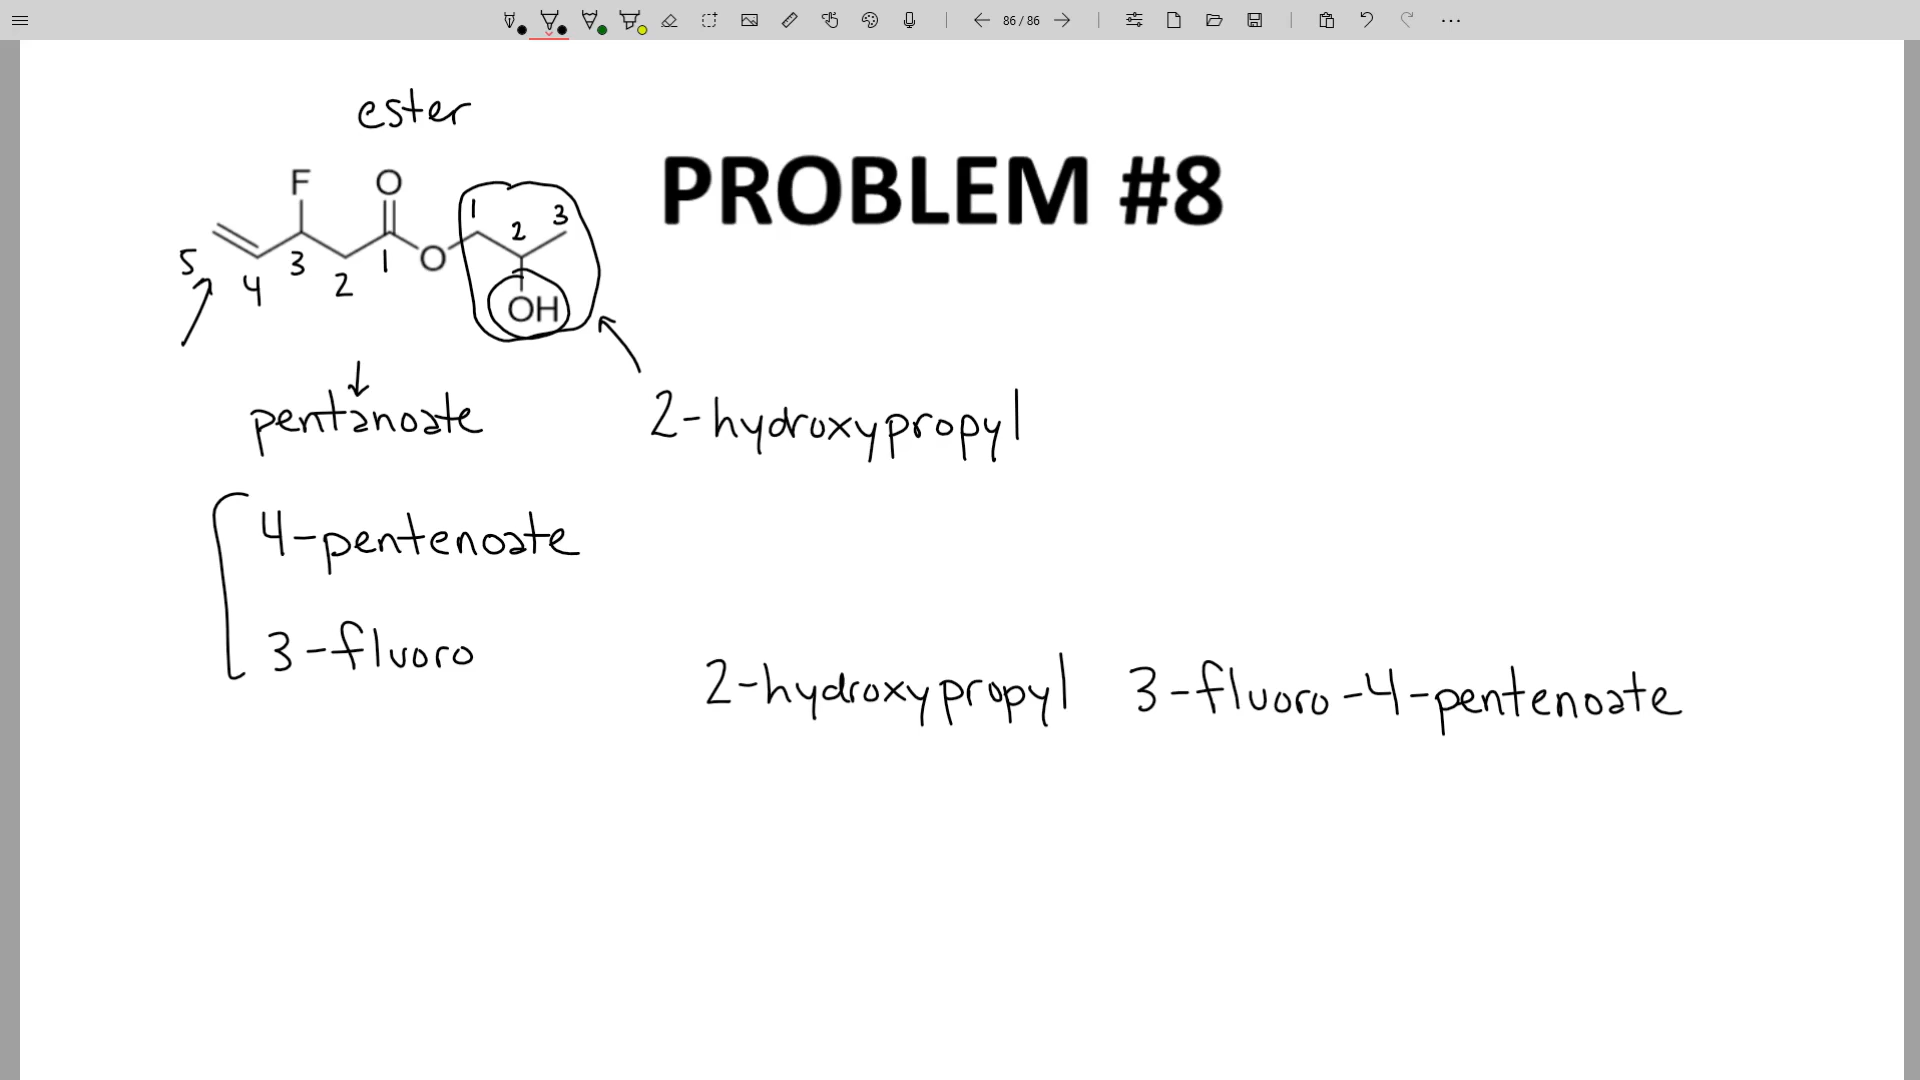 86 / 86
ester
PROBLEM #8
F
O
1
2
3
5
4
3
2
1
O
OH
pentanoate
2-hydroxypropyl
4-pentenoate
3-fluoro
2-hydroxypropyl 3-fluoro-4-pentenoate